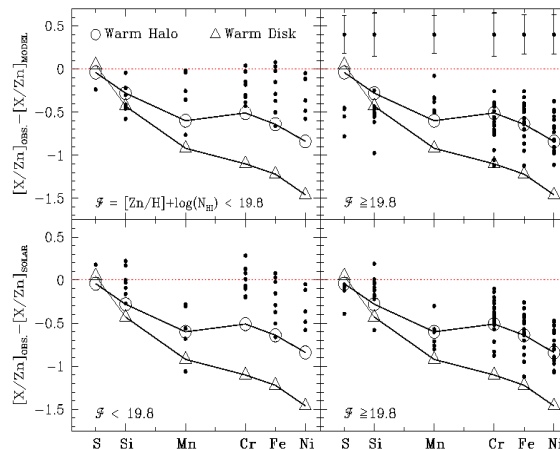 [X/Zn]OBS.−[X/Zn]MODEL
0.5
0
−0.5
−1
−1.5
Warm Halo
Warm Disk
ℱ = [Zn/H]+log(NHI) < 19.8
ℱ ≧19.8
[X/Zn]OBS.−[X/Zn]SOLAR
0.5
0
−0.5
−1
−1.5
ℱ < 19.8
ℱ ≧19.8
S Si Mn Cr Fe Ni
S Si Mn Cr Fe Ni